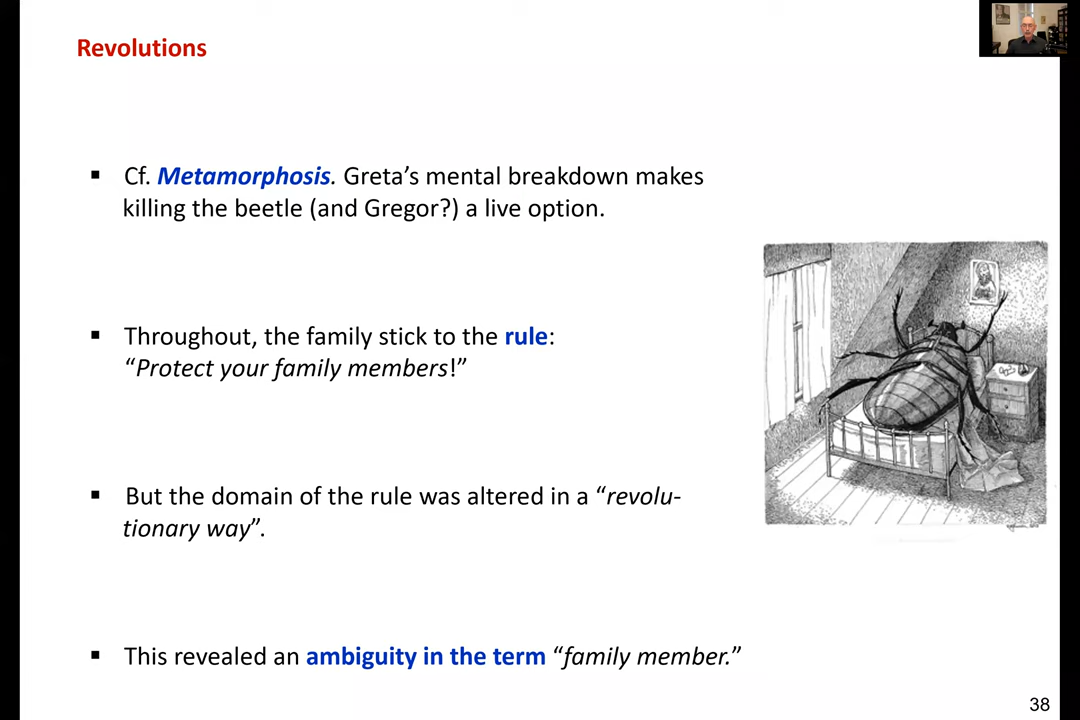 Revolutions
▪ Cf. Metamorphosis. Greta’s mental breakdown makes
killing the beetle (and Gregor?) a live option.
▪ Throughout, the family stick to the rule:
“Protect your family members!”
▪ But the domain of the rule was altered in a “revolu-
tionary way”.
▪ This revealed an ambiguity in the term “family member.”
38